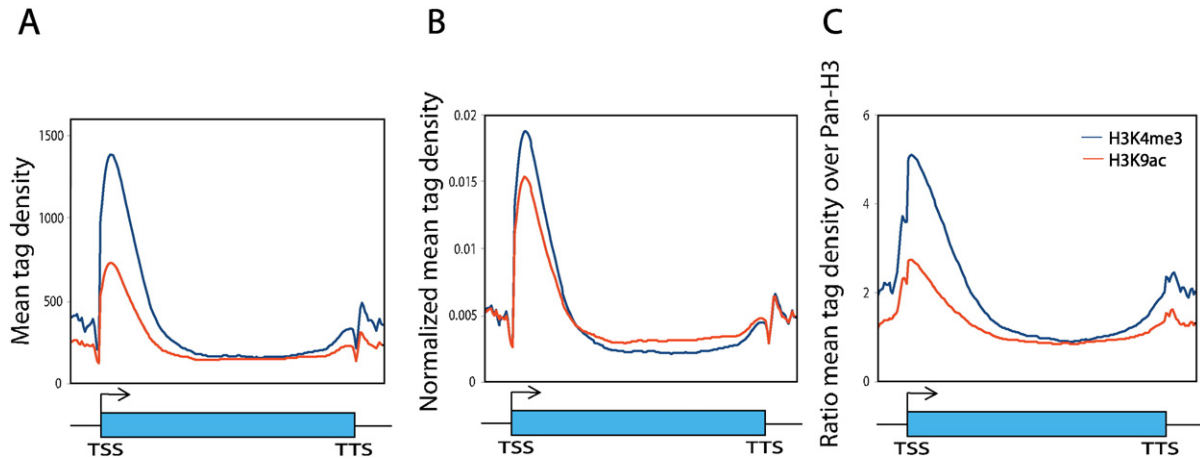 A
B
C
Mean tag density
1500
1000
500
0
TSS
TTS
Normalized mean tag density
0.02
0.015
0.01
0.005
0
TSS
TTS
Ratio mean tag density over Pan-H3
6
4
2
0
H3K4me3
H3K9ac
TSS
TTS